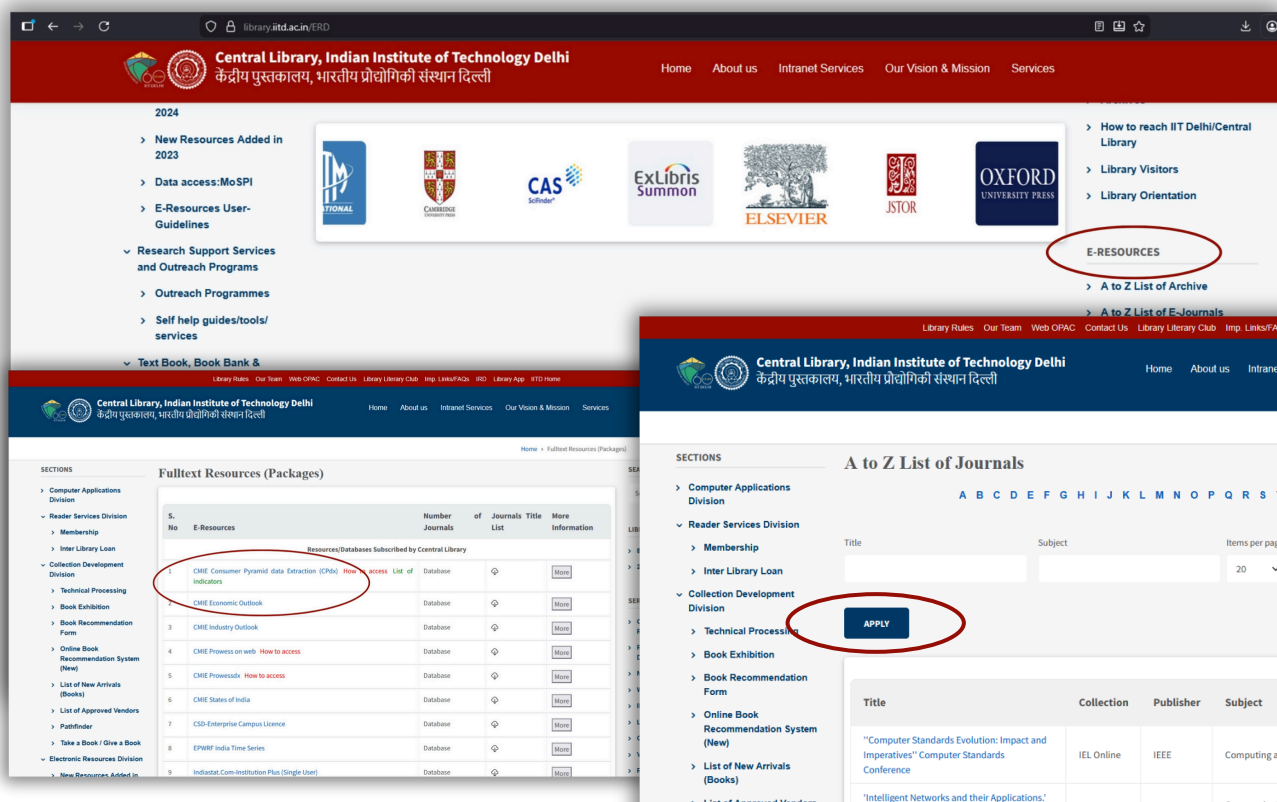 library.iitd.ac.in/ERD
Central Library, Indian Institute of Technology Delhi
केंद्रीय पुस्तकालय, भारतीय प्रौद्योगिकी संस्थान दिल्ली
Home About us Intranet Services Our Vision & Mission Services
2024
New Resources Added in
2023
Data access:MoSPI
E-Resources User-
Guidelines
Research Support Services
and Outreach Programs
Outreach Programmes
Self help guides/tools/
services
Text Book, Book Bank &
CAMBRIDGE
UNIVERSITY PRESS
CAS
SciFinder
ExLibris
Summon
ELSEVIER
JSTOR
OXFORD
UNIVERSITY PRESS
How to reach IIT Delhi/Central
Library
Library Visitors
Library Orientation
E-RESOURCES
A to Z List of Archive
A to Z List of E-Journals
Library Rules Our Team Web OPAC Contact Us Library Literary Club Imp. Links/FAQs IRD Library App IITD Home
Central Library, Indian Institute of Technology Delhi
केंद्रीय पुस्तकालय, भारतीय प्रौद्योगिकी संस्थान दिल्ली
Home About us Intranet Services Our Vision & Mission Services
Home Fulltext Resources (Packages)
SECTIONS
Computer Applications
Division
Reader Services Division
Membership
Inter Library Loan
Collection Development
Division
Technical Processing
Book Exhibition
Book Recommendation
Form
Online Book
Recommendation System
(New)
List of New Arrivals
(Books)
List of Approved Vendors
Pathfinder
Take a Book / Give a Book
Electronic Resources Division
New Resources Added in
Fulltext Resources (Packages)
S. Number of Journals Title More
No E-Resources Journals List Information
Resources/Databases Subscribed by Ccentral Library
1 CMIE Consumer Pyramid data Extraction (CPdx) How to access List of Database More
indicators
2 CMIE Economic Outlook Database More
3 CMIE Industry Outlook Database More
4 CMIE Prowess on web How to access Database More
5 CMIE Prowessdx How to access Database More
6 CMIE States of India Database More
7 CSD-Enterprise Campus Licence Database More
8 EPWRF India Time Series Database More
9 Indiastat.Com-Institution Plus (Single User) Database More
Library Rules Our Team Web OPAC Contact Us Library Literary Club Imp. Links/FA
Central Library, Indian Institute of Technology Delhi
केंद्रीय पुस्तकालय, भारतीय प्रौद्योगिकी संस्थान दिल्ली
Home About us Intrane
SECTIONS
Computer Applications
Division
Reader Services Division
Membership
Inter Library Loan
Collection Development
Division
Technical Processing
Book Exhibition
Book Recommendation
Form
Online Book
Recommendation System
(New)
List of New Arrivals
(Books)
A to Z List of Journals
A B C D E F G H I J K L M N O P Q R S
Title Subject Items per pag
20
APPLY
Title Collection Publisher Subject
"Computer Standards Evolution: Impact and
Imperatives" Computer Standards IEL Online IEEE Computing a
Conference
'Intelligent Networks and their Applications.'